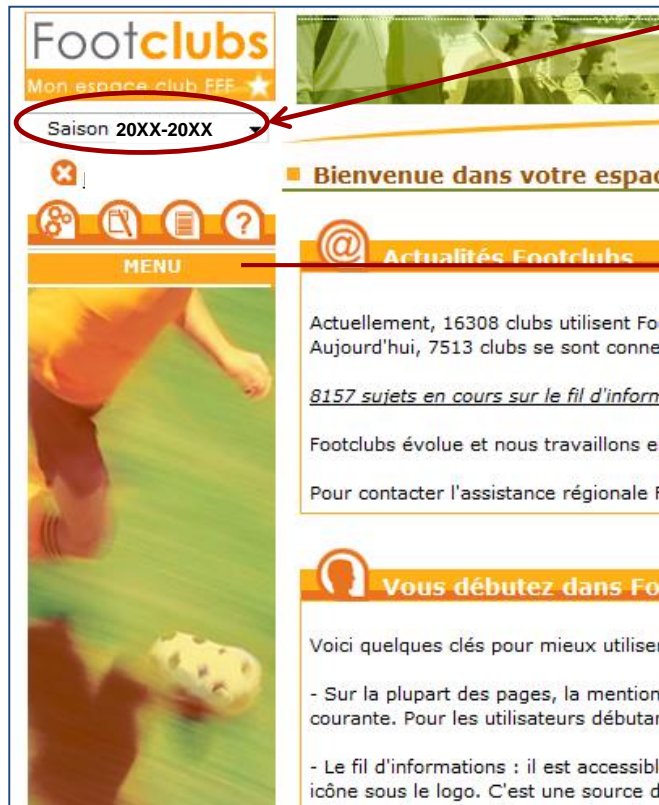 Footclubs
Mon espace club FFF
Saison 20XX-20XX
Bienvenue dans votre espac
MENU
Actualités Footclubs
Actuellement, 16308 clubs utilisent Fo
Aujourd'hui, 7513 clubs se sont conne
8157 sujets en cours sur le fil d'inform
Footclubs évolue et nous travaillons e
Pour contacter l'assistance régionale F
Vous débutez dans Fo
Voici quelques clés pour mieux utiliser
- Sur la plupart des pages, la mention
courante. Pour les utilisateurs débutan
- Le fil d'informations : il est accessibl
icône sous le logo. C'est une source d